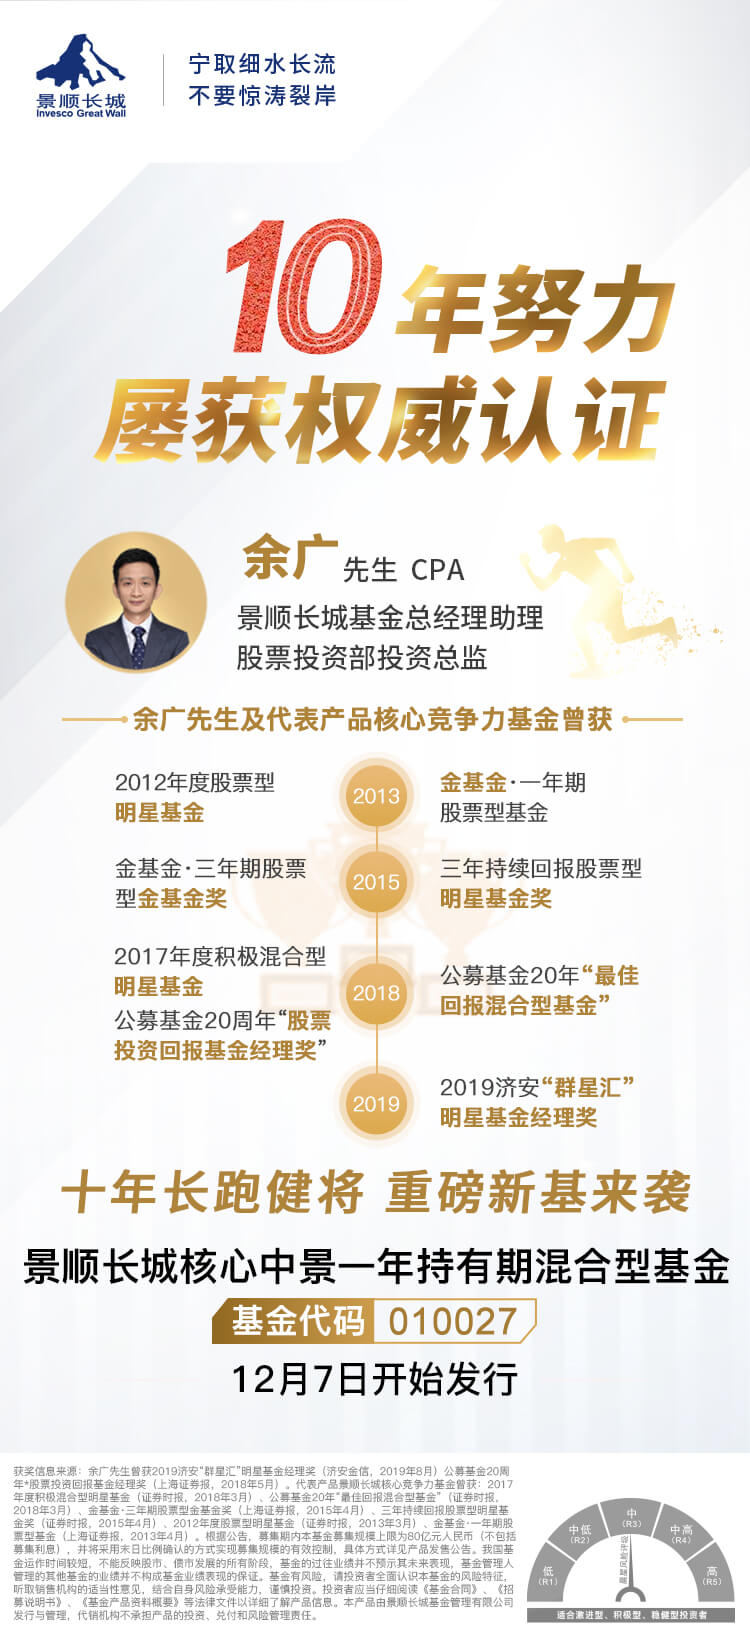 宁取细水长流
不要惊涛裂岸
景顺长城
Invesco Great Wall
10年努力
屡获权威认证
余广先生 CPA
景顺长城基金总经理助理
股票投资部投资总监
余广先生及代表产品核心竞争力基金曾获
2012年度股票型
明星基金
2013
金基金·一年期
股票型基金
金基金·三年期股票
型金基金奖
2015
三年持续回报股票型
明星基金奖
2017年度积极混合型
明星基金
公募基金20周年“股票
投资回报基金经理奖”
2018
公募基金20年“最佳
回报混合型基金”
2019
2019济安“群星汇”
明星基金经理奖
十年长跑健将 重磅新基来袭
景顺长城核心中景一年持有期混合型基金
基金代码 010027
12月7日开始发行
获奖信息来源：余广先生曾获2019济安“群星汇”明星基金经理奖（济安金信，2019年8月）公募基金20周
年*股票投资回报基金经理奖（上海证券报，2018年5月）。代表产品景顺长城核心竞争力基金曾获：2017
年度积极混合型明星基金（证券时报，2018年3月）、公募基金20年“最佳回报混合型基金”（证券时报，
2018年3月）、金基金·三年期股票型金基金奖（上海证券报，2015年4月）、三年持续回报股票型明星基
金奖（证券时报，2015年4月）、2012年度股票型明星基金（证券时报，2013年3月）、金基金·一年期股
票型基金（上海证券报，2013年4月）。根据公告，募集期内本基金募集规模上限为80亿元人民币（不包括
募集利息），并将采用末日比例确认的方式实现募集规模的有效控制，具体方式详见产品发售公告。我国基
金运作时间较短，不能反映股市、债市发展的所有阶段，基金的过往业绩并不预示其未来表现，基金管理人
管理的其他基金的业绩并不构成基金业绩表现的保证。基金有风险，请投资者全面认识本基金的风险特征，
听取销售机构的适当性意见，结合自身风险承受能力，谨慎投资。投资者应当仔细阅读《基金合同》、《招
募说明书》、《基金产品资料概要》等法律文件以详细了解产品信息。本产品由景顺长城基金管理有限公司
发行与管理，代销机构不承担产品的投资、兑付和风险管理责任。
低
（R1）
中低
（R2）
中
（R3）
中高
（R4）
高
（R5）
适合激进型、积极型、稳健型投资者